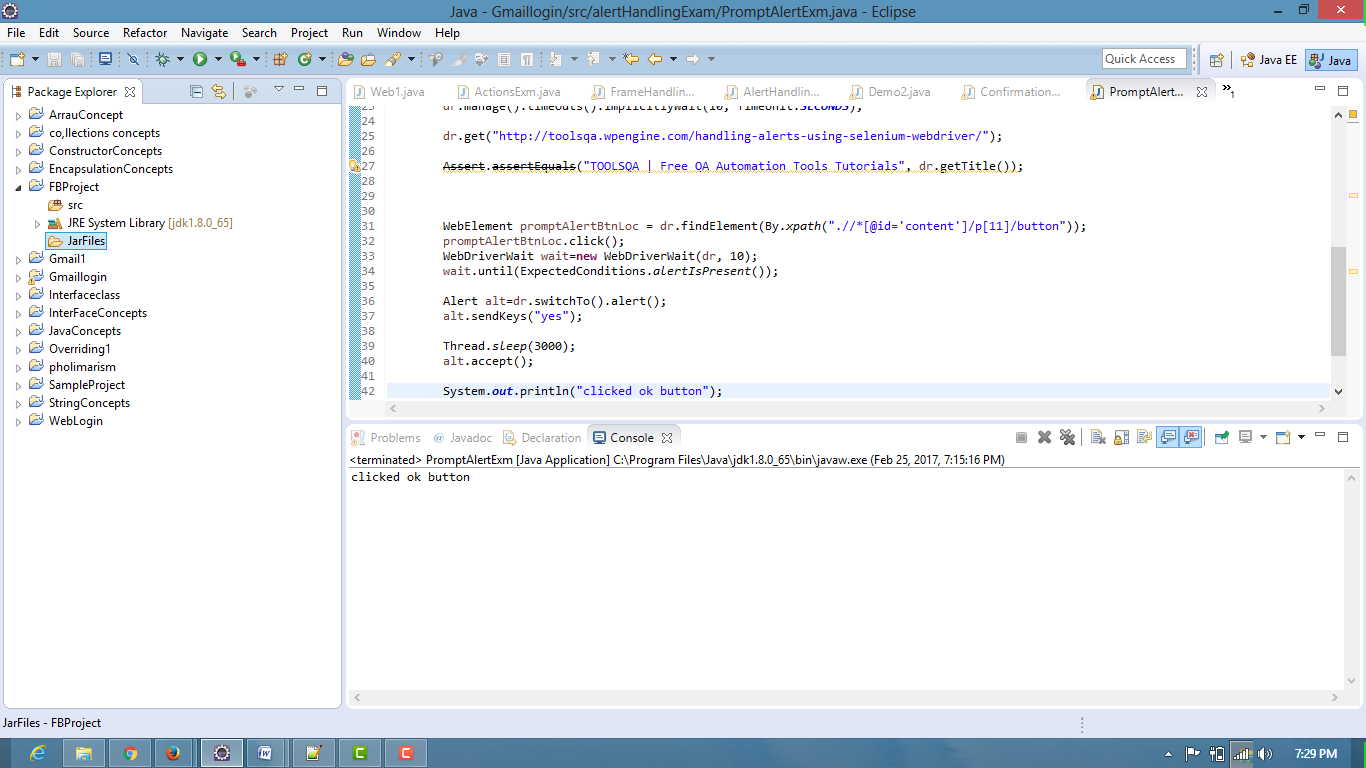 Java - Gmaillogin/src/alertHandlingExam/PromptAlertExm.java - Eclipse
File Edit Source Refactor Navigate Search Project Run Window Help
Quick Access Java EE Java
Package Explorer
ArrauConcept
co,llections concepts
ConstructorConcepts
EncapsulationConcepts
FBProject
src
JRE System Library [jdk1.8.0_65]
JarFiles
Gmail1
Gmaillogin
Interfaceclass
InterFaceConcepts
JavaConcepts
Overriding1
pholimarism
SampleProject
StringConcepts
WebLogin
Web1.java ActionsExm.java FrameHandlin... AlertHandlin... Demo2.java Confirmation... PromptAlert... »1
23 dr.manage().timeouts().implicitlyWait(10, TimeUnit.SECONDS);
24
25 dr.get("http://toolsqa.wpengine.com/handling-alerts-using-selenium-webdriver/");
26
27 Assert.assertEquals("TOOLSQA | Free QA Automation Tools Tutorials", dr.getTitle());
28
29
30
31 WebElement promptAlertBtnLoc = dr.findElement(By.xpath(".//*[@id='content']/p[11]/button"));
32 promptAlertBtnLoc.click();
33 WebDriverWait wait=new WebDriverWait(dr, 10);
34 wait.until(ExpectedConditions.alertIsPresent());
35
36 Alert alt=dr.switchTo().alert();
37 alt.sendKeys("yes");
38
39 Thread.sleep(3000);
40 alt.accept();
41
42 System.out.println("clicked ok button");
Problems @ Javadoc Declaration Console
<terminated> PromptAlertExm [Java Application] C:\Program Files\Java\jdk1.8.0_65\bin\javaw.exe (Feb 25, 2017, 7:15:16 PM)
clicked ok button
JarFiles - FBProject
7:29 PM